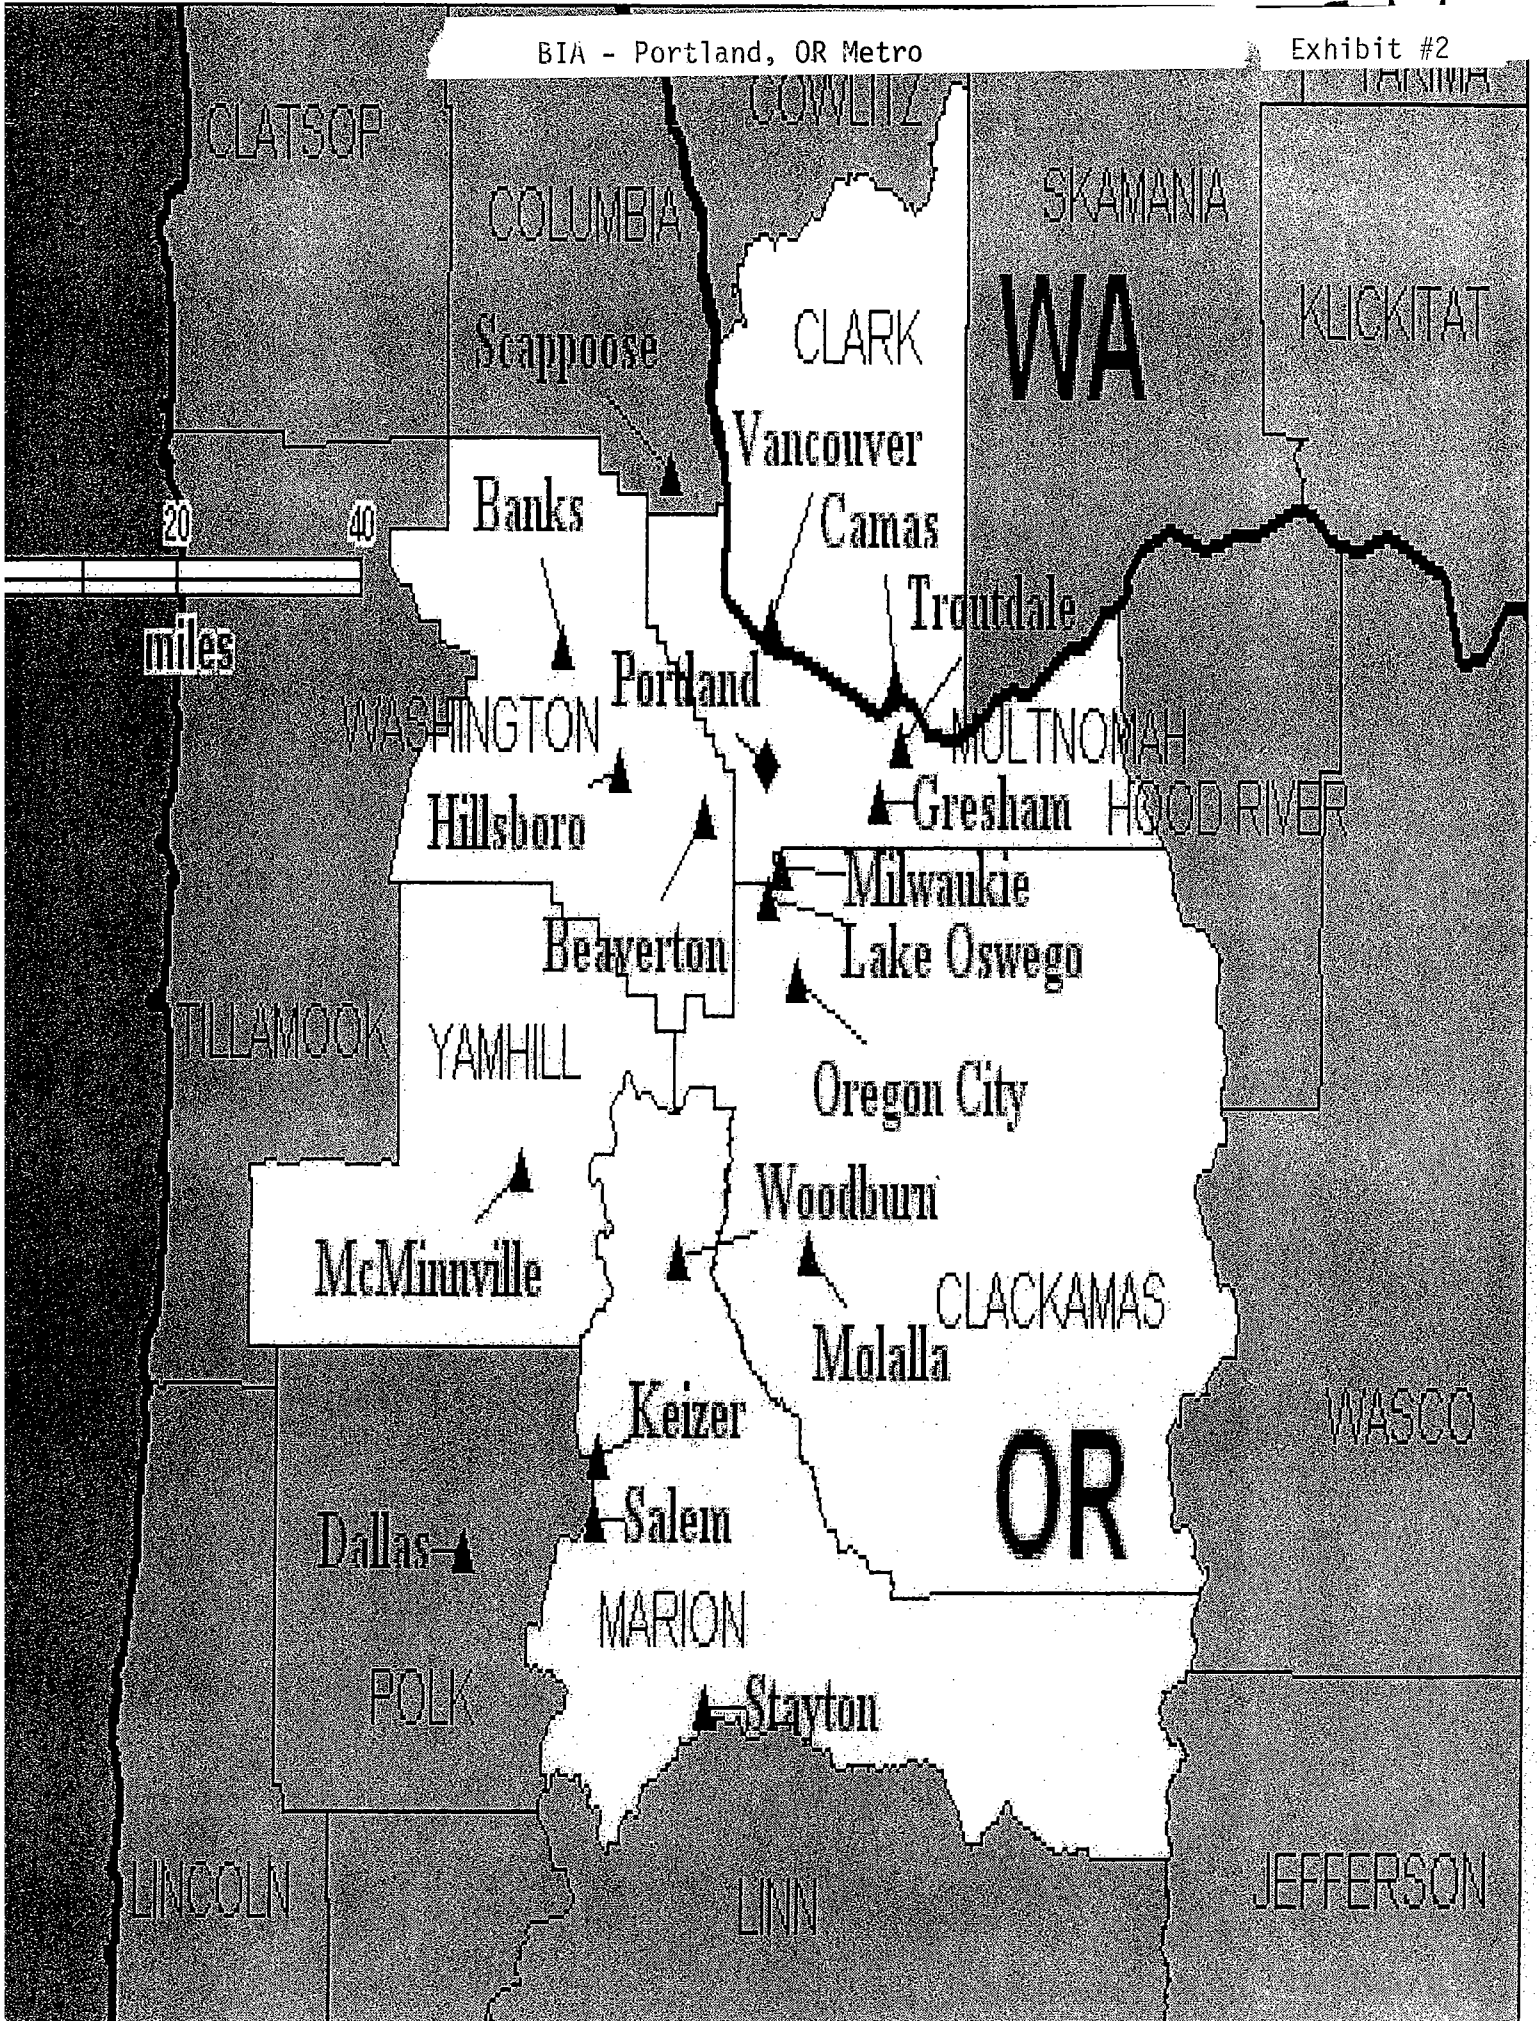 BIA - Portland, OR Metro
Exhibit #2
COWLITZ
YAKIMA
CLATSOP
COLUMBIA
SKAMANIA
WA
KLICKITAT
CLARK
Scappoose
Vancouver
Banks
Camas
20
40
miles
Troutdale
Portland
WASHINGTON
MULTNOMAH
Hillsboro
Gresham
HOOD RIVER
Milwaukie
Beaverton
Lake Oswego
TILLAMOOK
YAMHILL
Oregon City
Woodburn
McMinnville
CLACKAMAS
Molalla
Keizer
WASCO
OR
Salem
Dallas
MARION
POLK
Stayton
LINCOLN
LINN
JEFFERSON